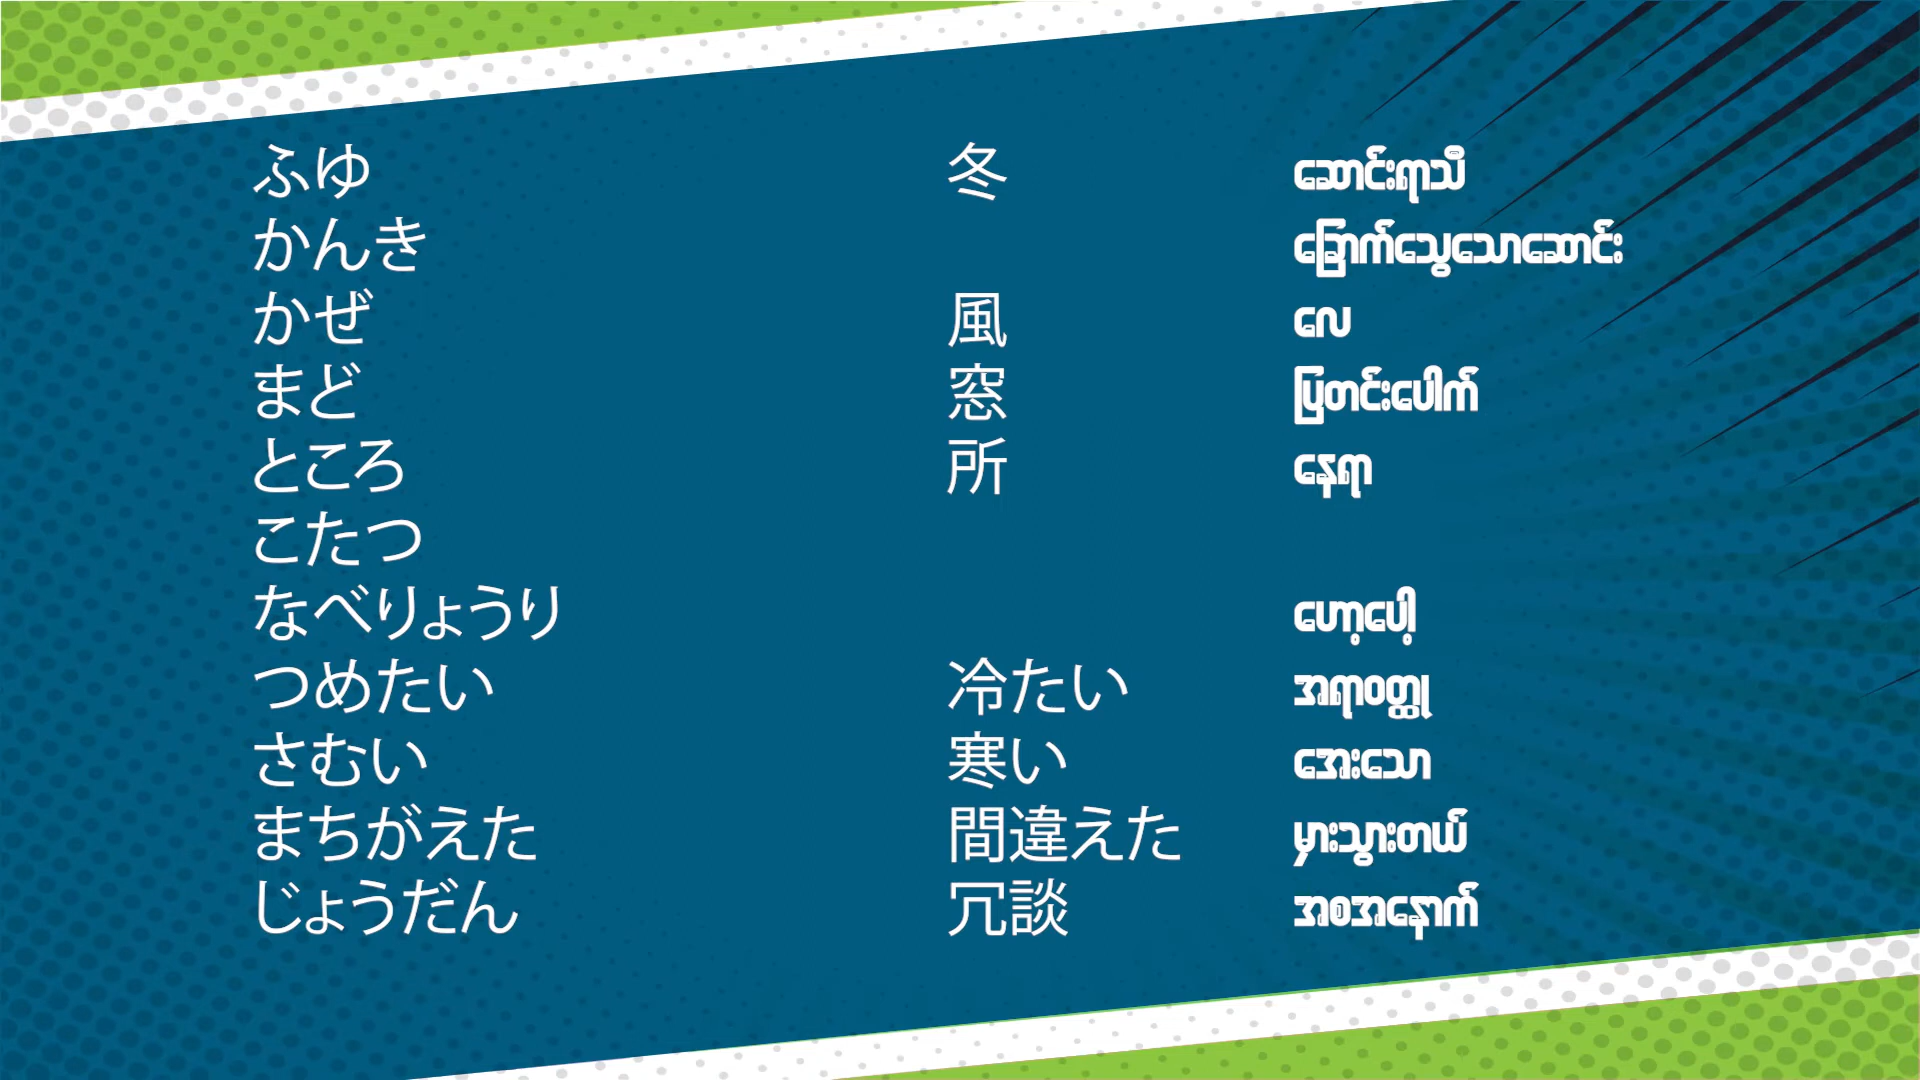 ふゆ 冬 ဆောင်းရာသီ
かんき ခြောက်သွေ့သောဆောင်း
かぜ 風 လေ
まど 窓 ပြတင်းပေါက်
ところ 所 နေရာ
こたつ
なべりょうり ဟော့ပေါ့
つめたい 冷たい အရာဝတ္ထု
さむい 寒い အေးသော
まちがえた 間違えた မှားသွားတယ်
じょうだん 冗談 အစအနောက်